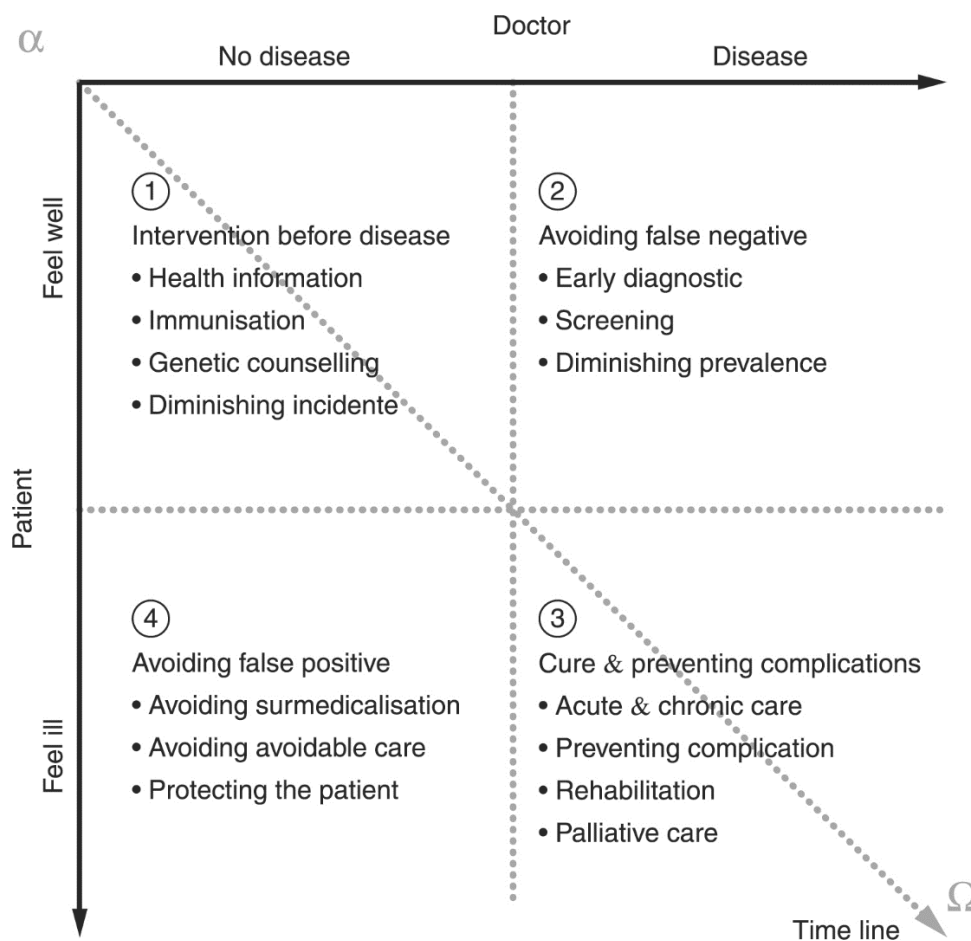 α
Doctor
No disease
Disease
Patient
Feel well
Feel ill
①
Intervention before disease
• Health information
• Immunisation
• Genetic counselling
• Diminishing incidente
②
Avoiding false negative
• Early diagnostic
• Screening
• Diminishing prevalence
④
Avoiding false positive
• Avoiding surmedicalisation
• Avoiding avoidable care
• Protecting the patient
③
Cure & preventing complications
• Acute & chronic care
• Preventing complication
• Rehabilitation
• Palliative care
Ω
Time line